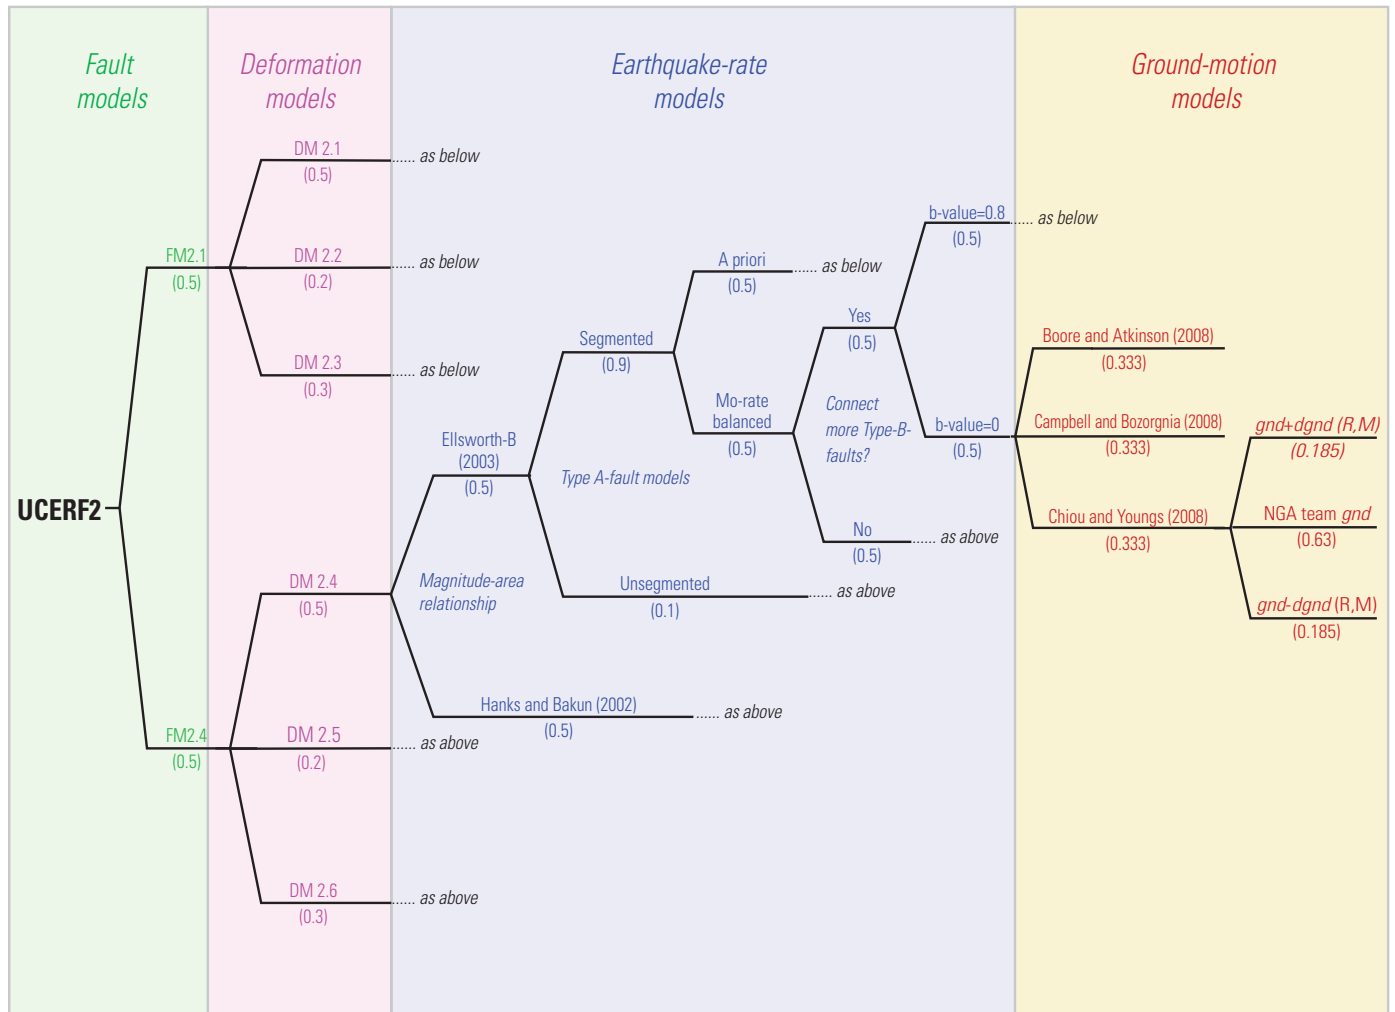 Fault
models
Deformation
models
Earthquake-rate
models
Ground-motion
models
UCERF2
FM2.1
(0.5)
FM2.4
(0.5)
DM 2.1
(0.5)
...... as below
DM 2.2
(0.2)
...... as below
DM 2.3
(0.3)
...... as below
DM 2.4
(0.5)
DM 2.5
(0.2)
...... as above
DM 2.6
(0.3)
...... as above
Magnitude-area
relationship
Ellsworth-B
(2003)
(0.5)
Hanks and Bakun (2002)
(0.5)
...... as above
Type A-fault models
Segmented
(0.9)
Unsegmented
(0.1)
...... as above
A priori
(0.5)
...... as below
Mo-rate
balanced
(0.5)
Connect
more Type-B-
faults?
Yes
(0.5)
No
(0.5)
...... as above
b-value=0.8
(0.5)
...... as below
b-value=0
(0.5)
Boore and Atkinson (2008)
(0.333)
Campbell and Bozorgnia (2008)
(0.333)
Chiou and Youngs (2008)
(0.333)
gnd+dgnd (R,M)
(0.185)
NGA team gnd
(0.63)
gnd-dgnd (R,M)
(0.185)